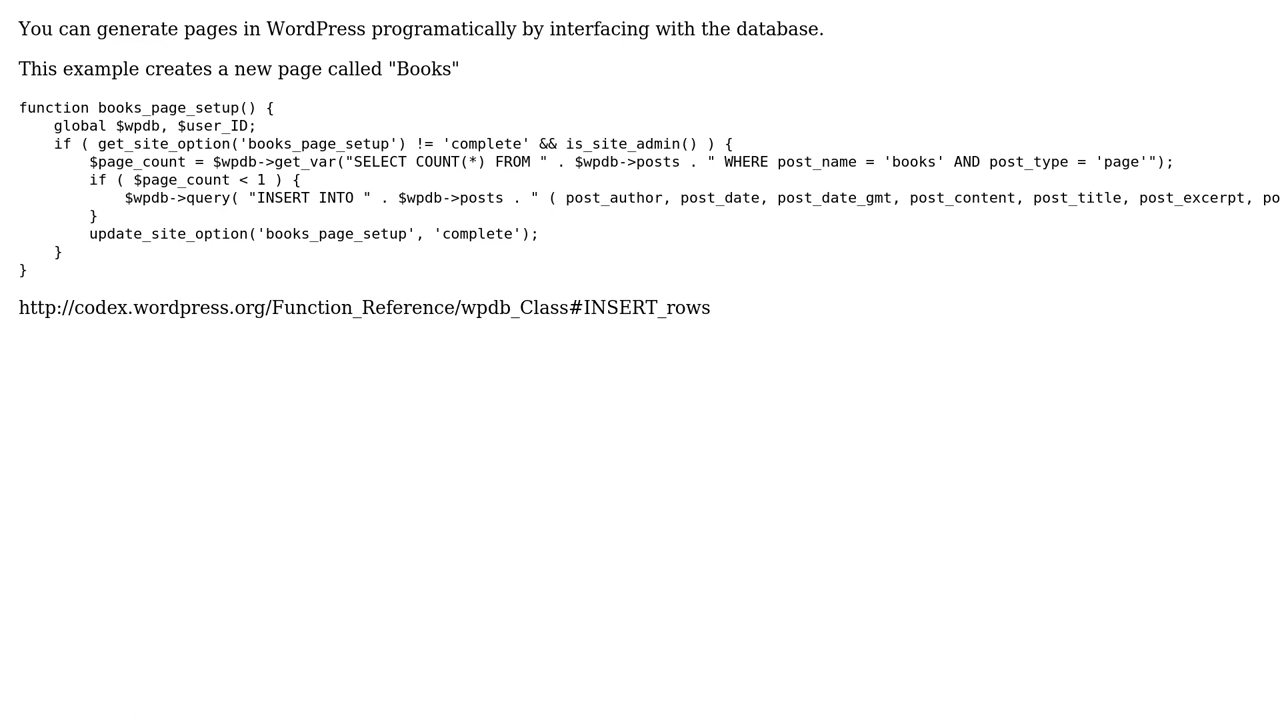 You can generate pages in WordPress programatically by interfacing with the database.
This example creates a new page called "Books"
function books_page_setup() {
    global $wpdb, $user_ID;
    if ( get_site_option('books_page_setup') != 'complete' && is_site_admin() ) {
        $page_count = $wpdb->get_var("SELECT COUNT(*) FROM " . $wpdb->posts . " WHERE post_name = 'books' AND post_type = 'page'");
        if ( $page_count < 1 ) {
            $wpdb->query( "INSERT INTO " . $wpdb->posts . " ( post_author, post_date, post_date_gmt, post_content, post_title, post_excerpt, po
        }
        update_site_option('books_page_setup', 'complete');
    }
}
http://codex.wordpress.org/Function_Reference/wpdb_Class#INSERT_rows